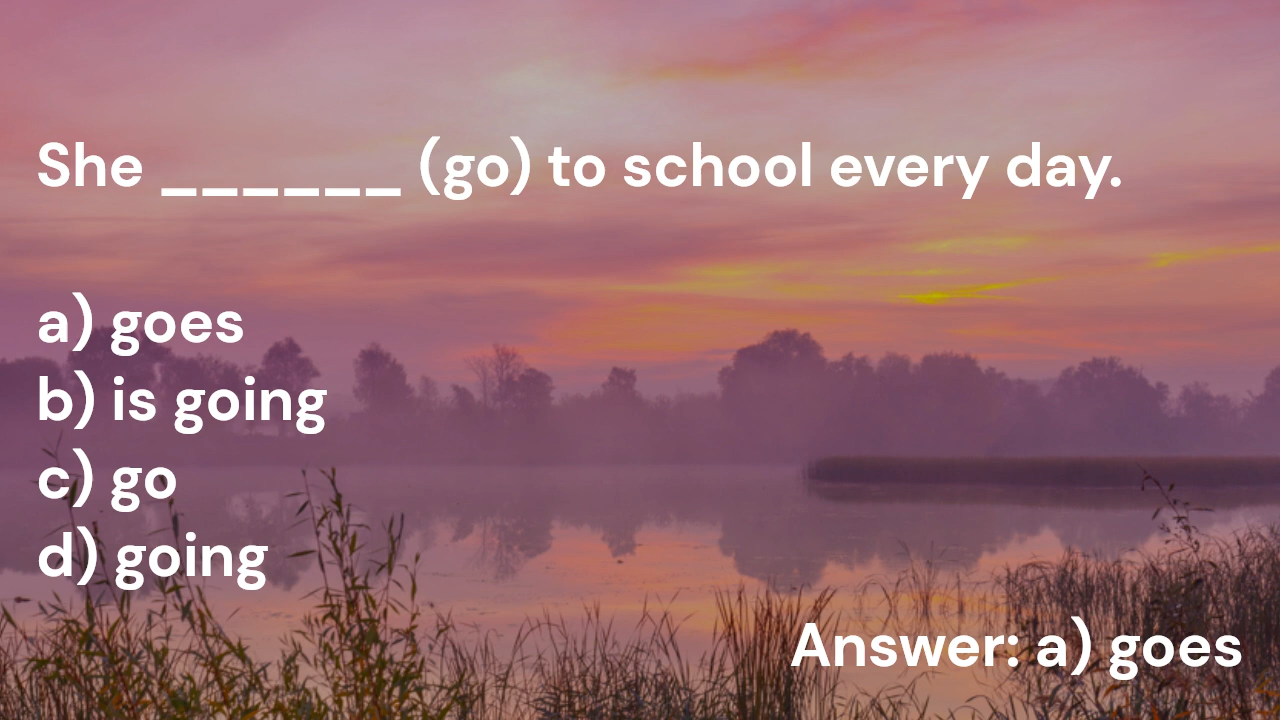 She ______ (go) to school every day.
a) goes
b) is going
c) go
d) going
Answer: a) goes